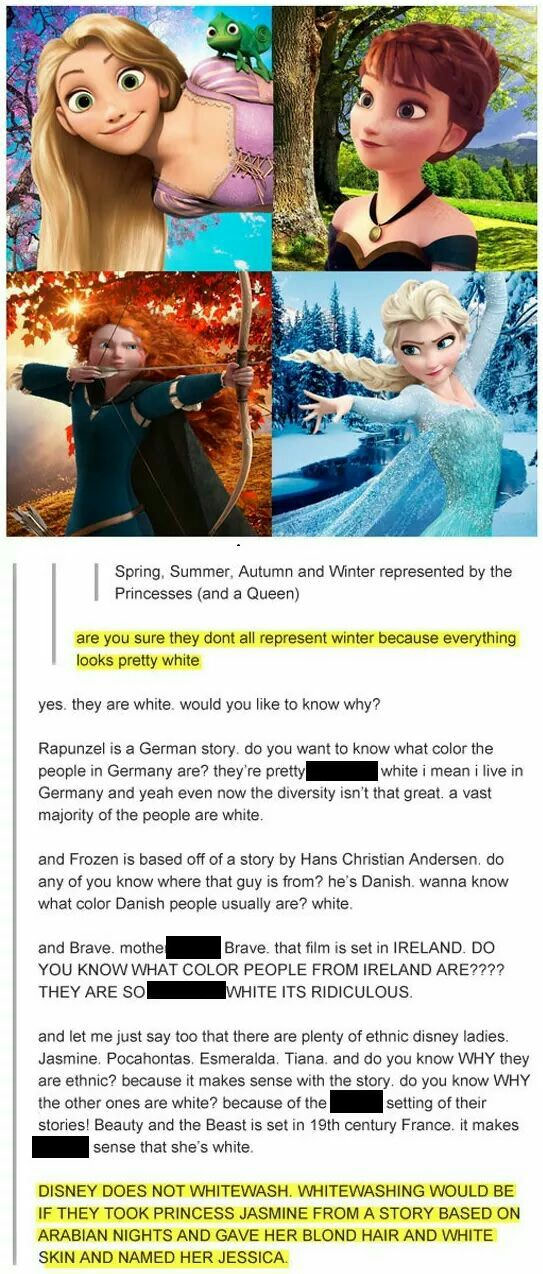 Spring, Summer, Autumn and Winter represented by the
Princesses (and a Queen)
are you sure they dont all represent winter because everything
looks pretty white
yes. they are white. would you like to know why?
Rapunzel is a German story. do you want to know what color the
people in Germany are? they're pretty white i mean i live in
Germany and yeah even now the diversity isn't that great. a vast
majority of the people are white.
and Frozen is based off of a story by Hans Christian Andersen. do
any of you know where that guy is from? he's Danish. wanna know
what color Danish people usually are? white.
and Brave. mothe Brave. that film is set in IRELAND. DO
YOU KNOW WHAT COLOR PEOPLE FROM IRELAND ARE????
THEY ARE SO WHITE ITS RIDICULOUS.
and let me just say too that there are plenty of ethnic disney ladies.
Jasmine. Pocahontas. Esmeralda. Tiana. and do you know WHY they
are ethnic? because it makes sense with the story. do you know WHY
the other ones are white? because of the setting of their
stories! Beauty and the Beast is set in 19th century France. it makes
sense that she's white.
DISNEY DOES NOT WHITEWASH. WHITEWASHING WOULD BE
IF THEY TOOK PRINCESS JASMINE FROM A STORY BASED ON
ARABIAN NIGHTS AND GAVE HER BLOND HAIR AND WHITE
SKIN AND NAMED HER JESSICA.